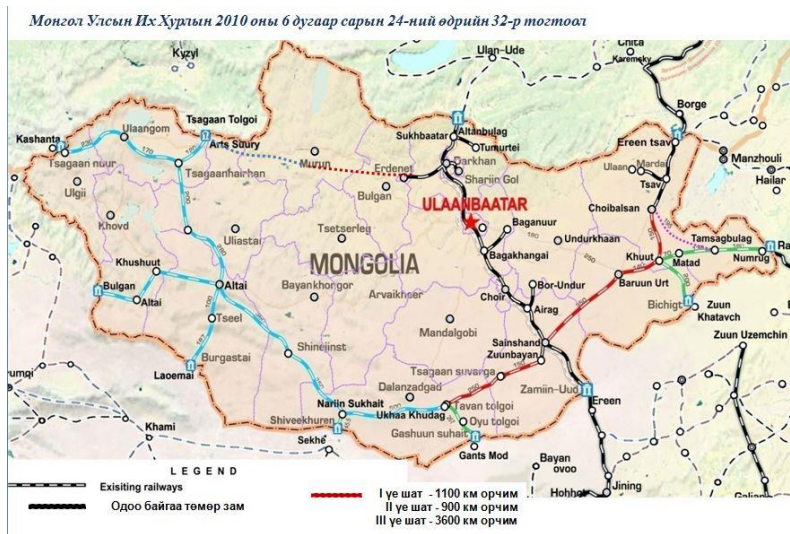 Монгол Улсын Их Хурлын 2010 оны 6 дугаар сарын 24-ний өдрийн 32-р тогтоол
Kyzyl
Ulan-Ude
Chita
Karemsky
Tsagaan Tolgoi
Borge
Kashanta
Ulaangom
Arts Suury
Sukhbaatar
Altanbulag
Tumurtei
Ereen tsav
Manzhouli
Tsagaan nuur
Tsagaanhairhan
Murun
Erdenet
Darkhan
Shariin Gol
Ulaan
Marda
Hailar
Ulgii
Bulgan
Tsav
ULAANBAATAR
Choibalsan
Khovd
Uliastai
Tsetserleg
Baganuur
Undurkhaan
Tamsagbulag
Khushuut
MONGOLIA
Bagakhangai
Khuut
Matad
Numrug
Ra
Bulgan
Altai
Altai
Bayankhongor
Arvaikheer
Choir
Bor-Undur
Baruun Urt
Bichigt
Zuun
Khatavch
Tseel
Airag
Mandalgobi
Sainshand
Zuunbayan
Zuun Uzemchin
Burgastai
Shinejinst
Tsagaan suvarga
Laoemai
Dalanzadgad
Zamiin-Uud
Ereen
Nariin Sukhait
Tavan tolgoi
Ukhaa Khudag
Khami
Shiveekhuren
Oyu tolgoi
Sekhe
Gashuun suhait
Gants Mod
Bayan
ovoo
Hohhot
Jining
LEGEND
Exisiting railways
Одоо байгаа төмөр зам
I үе шат - 1100 км орчим
II үе шат - 900 км орчим
III үе шат - 3600 км орчим